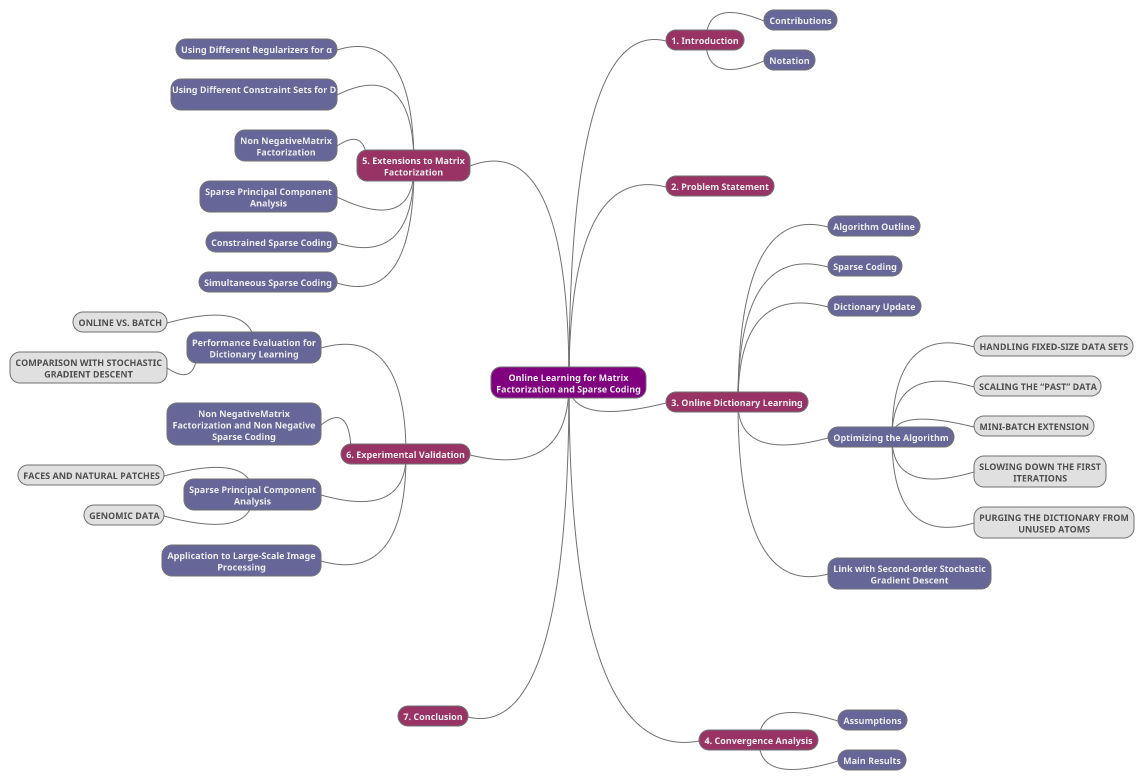 Online Learning for Matrix
Factorization and Sparse Coding
1. Introduction
Contributions
Notation
2. Problem Statement
3. Online Dictionary Learning
Algorithm Outline
Sparse Coding
Dictionary Update
Optimizing the Algorithm
HANDLING FIXED-SIZE DATA SETS
SCALING THE “PAST” DATA
MINI-BATCH EXTENSION
SLOWING DOWN THE FIRST
ITERATIONS
PURGING THE DICTIONARY FROM
UNUSED ATOMS
Link with Second-order Stochastic
Gradient Descent
4. Convergence Analysis
Assumptions
Main Results
5. Extensions to Matrix
Factorization
Using Different Regularizers for α
Using Different Constraint Sets for D
Non NegativeMatrix
Factorization
Sparse Principal Component
Analysis
Constrained Sparse Coding
Simultaneous Sparse Coding
6. Experimental Validation
Performance Evaluation for
Dictionary Learning
ONLINE VS. BATCH
COMPARISON WITH STOCHASTIC
GRADIENT DESCENT
Non NegativeMatrix
Factorization and Non Negative
Sparse Coding
Sparse Principal Component
Analysis
FACES AND NATURAL PATCHES
GENOMIC DATA
Application to Large-Scale Image
Processing
7. Conclusion